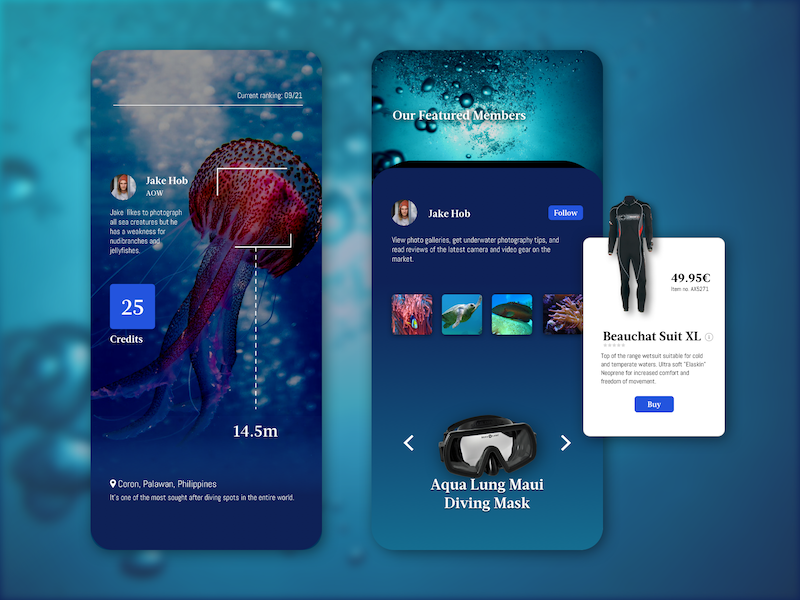 Current ranking: 09/21
Jake Hob
AOW
Joke likes to photograph
all sea creatures but he
has a weakness for
nudibranches and
jellyfishes.
25
Credits
14.5m
Coron, Palawan, Philippines
It's one of the most sought after diving spots in the entire world.
Our Featured Members
Jake Hob
Follow
View photo galleries, get underwater photography tips, and
read reviews of the latest camera and video gear on the
market.
Aqua Lung Maui
Diving Mask
49.95€
Item no. AX5271
Beauchat Suit XL
Top of the range wetsuit suitable for cold
and temperate waters. Ultra soft "Elaskin"
Neoprene for increased comfort and
freedom of movement.
Buy